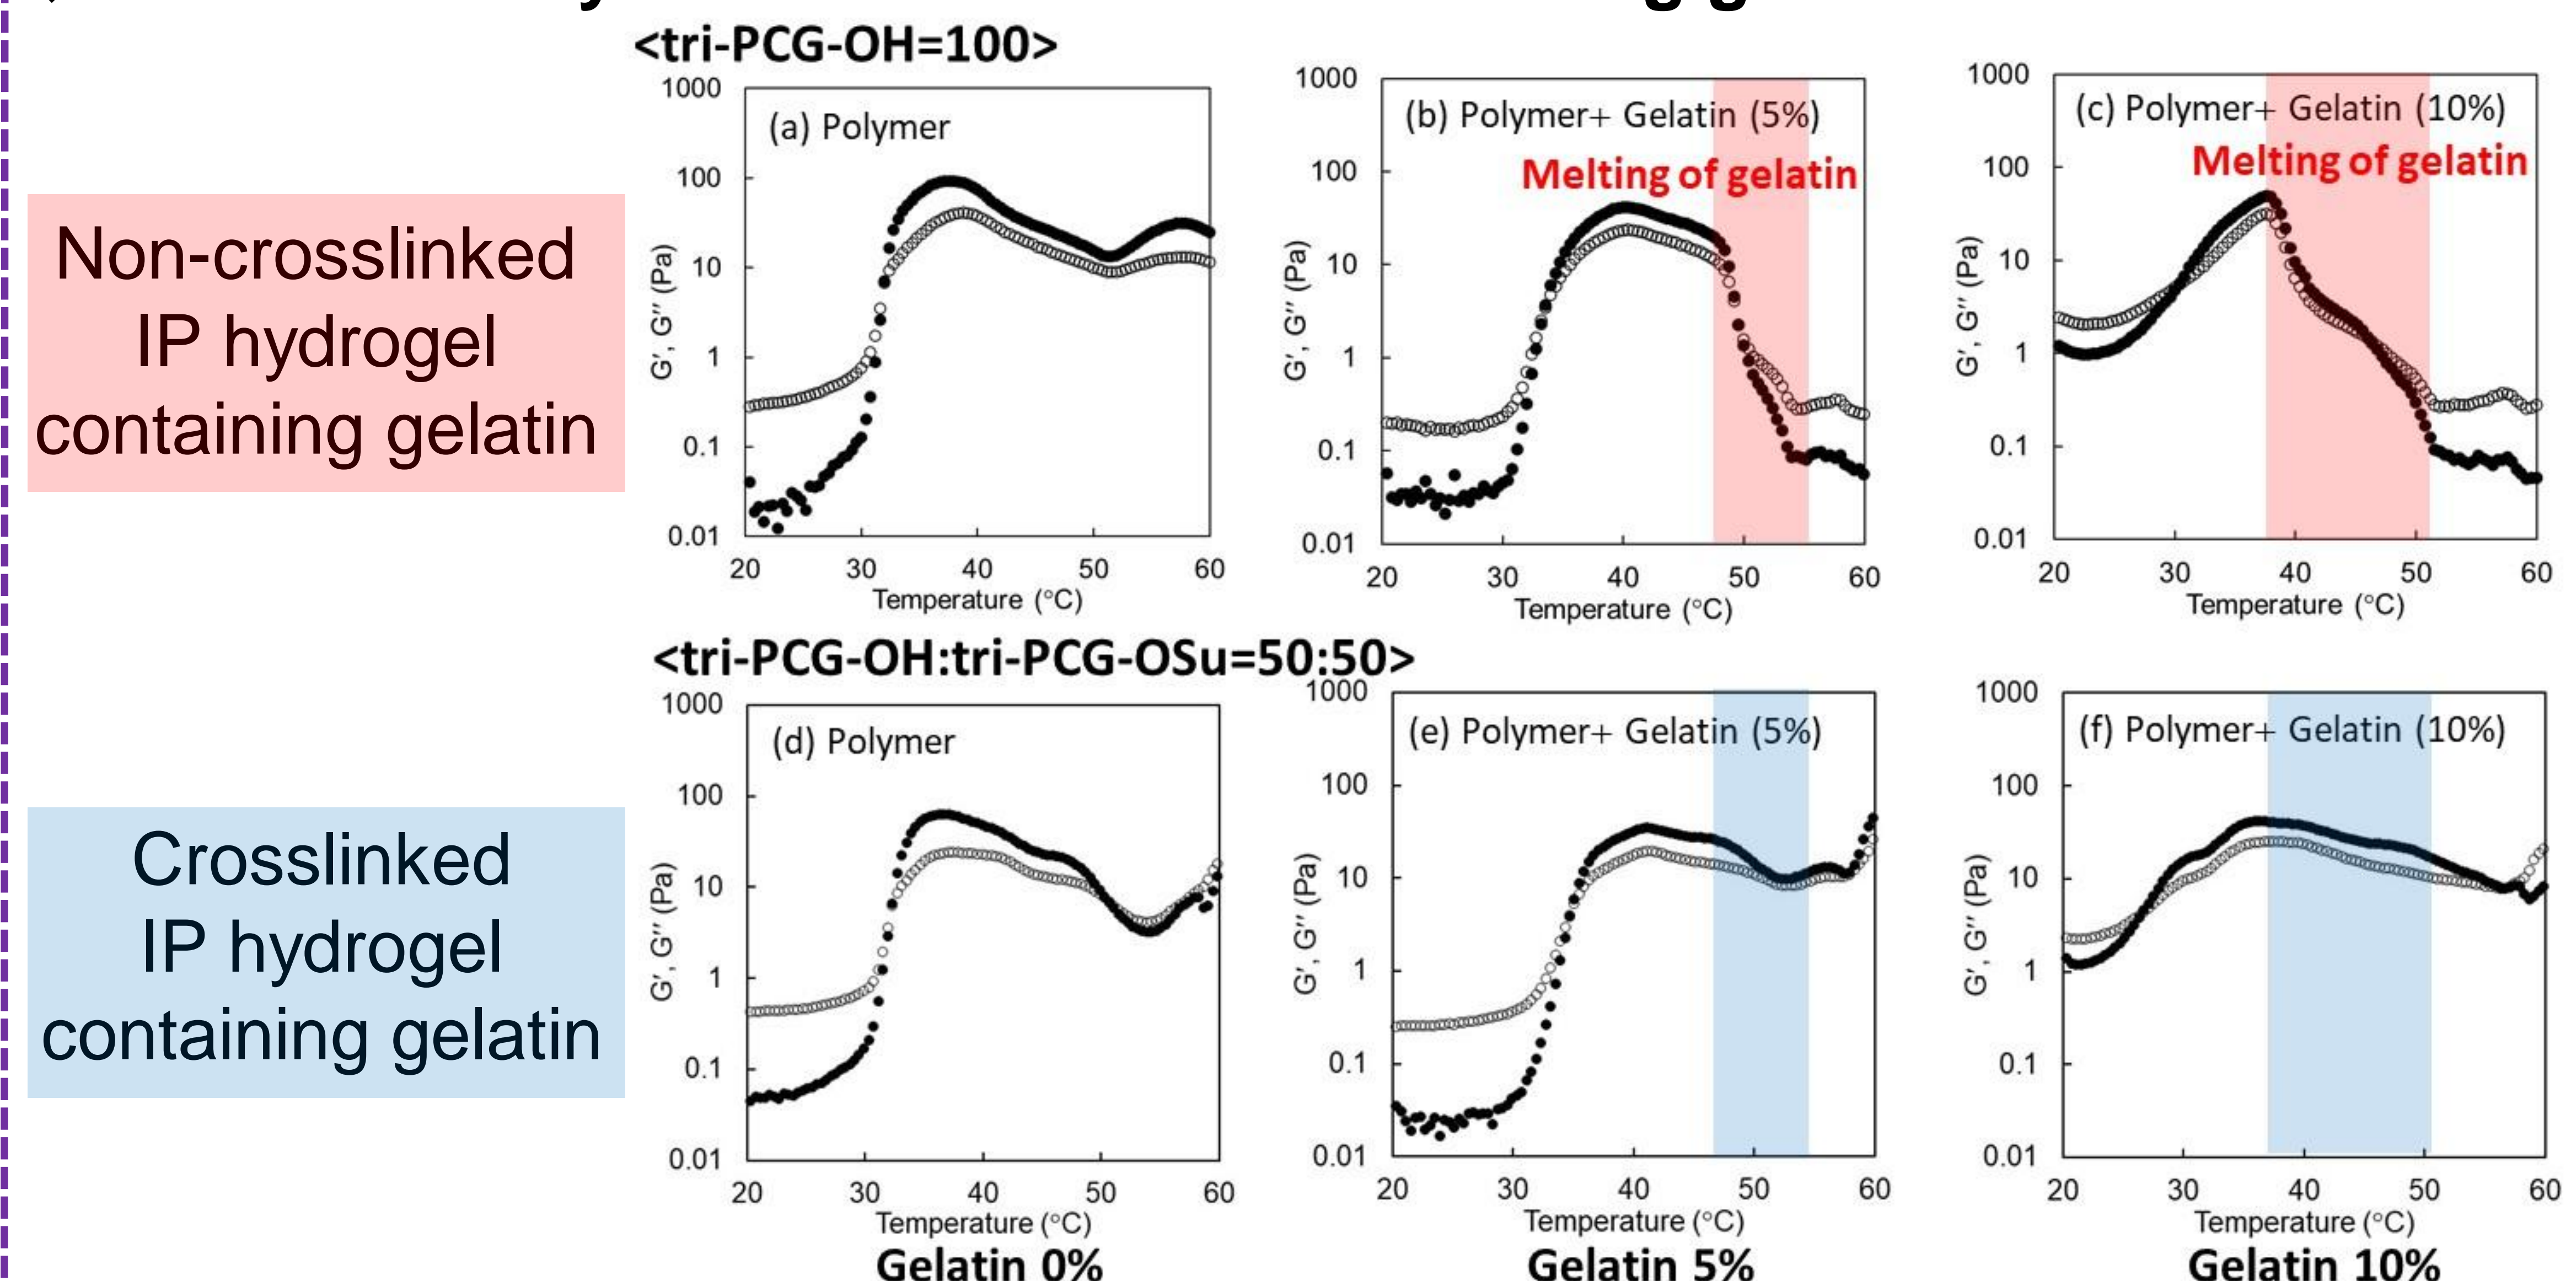 <tri-PCG-OH=100>
Non-crosslinked
IP hydrogel
containing gelatin
(a) Polymer
1000
100
10
1
0.1
0.01
G′, G″ (Pa)
20 30 40 50 60
Temperature (°C)
(b) Polymer+ Gelatin (5%)
Melting of gelatin
1000
100
10
1
0.1
0.01
G′, G″ (Pa)
20 30 40 50 60
Temperature (°C)
(c) Polymer+ Gelatin (10%)
Melting of gelatin
1000
100
10
1
0.1
0.01
G′, G″ (Pa)
20 30 40 50 60
Temperature (°C)
<tri-PCG-OH:tri-PCG-OSu=50:50>
Crosslinked
IP hydrogel
containing gelatin
(d) Polymer
1000
100
10
1
0.1
0.01
G′, G″ (Pa)
20 30 40 50 60
Temperature (°C)
Gelatin 0%
(e) Polymer+ Gelatin (5%)
1000
100
10
1
0.1
0.01
G′, G″ (Pa)
20 30 40 50 60
Temperature (°C)
Gelatin 5%
(f) Polymer+ Gelatin (10%)
1000
100
10
1
0.1
0.01
G′, G″ (Pa)
20 30 40 50 60
Temperature (°C)
Gelatin 10%